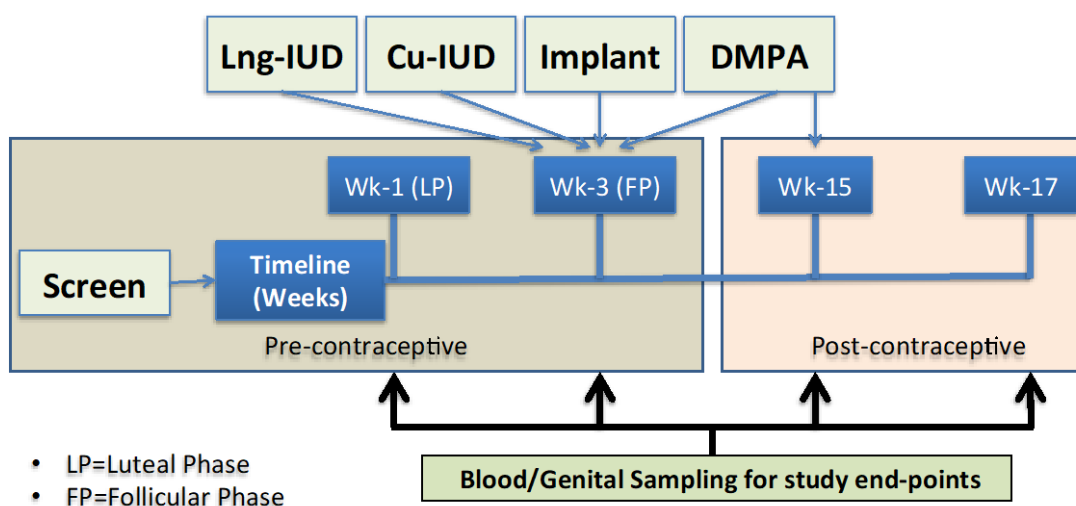 Lng-IUD
Cu-IUD
Implant
DMPA
Wk-1 (LP)
Wk-3 (FP)
Wk-15
Wk-17
Screen
Timeline
(Weeks)
Pre-contraceptive
Post-contraceptive
Blood/Genital Sampling for study end-points
• LP=Luteal Phase
• FP=Follicular Phase